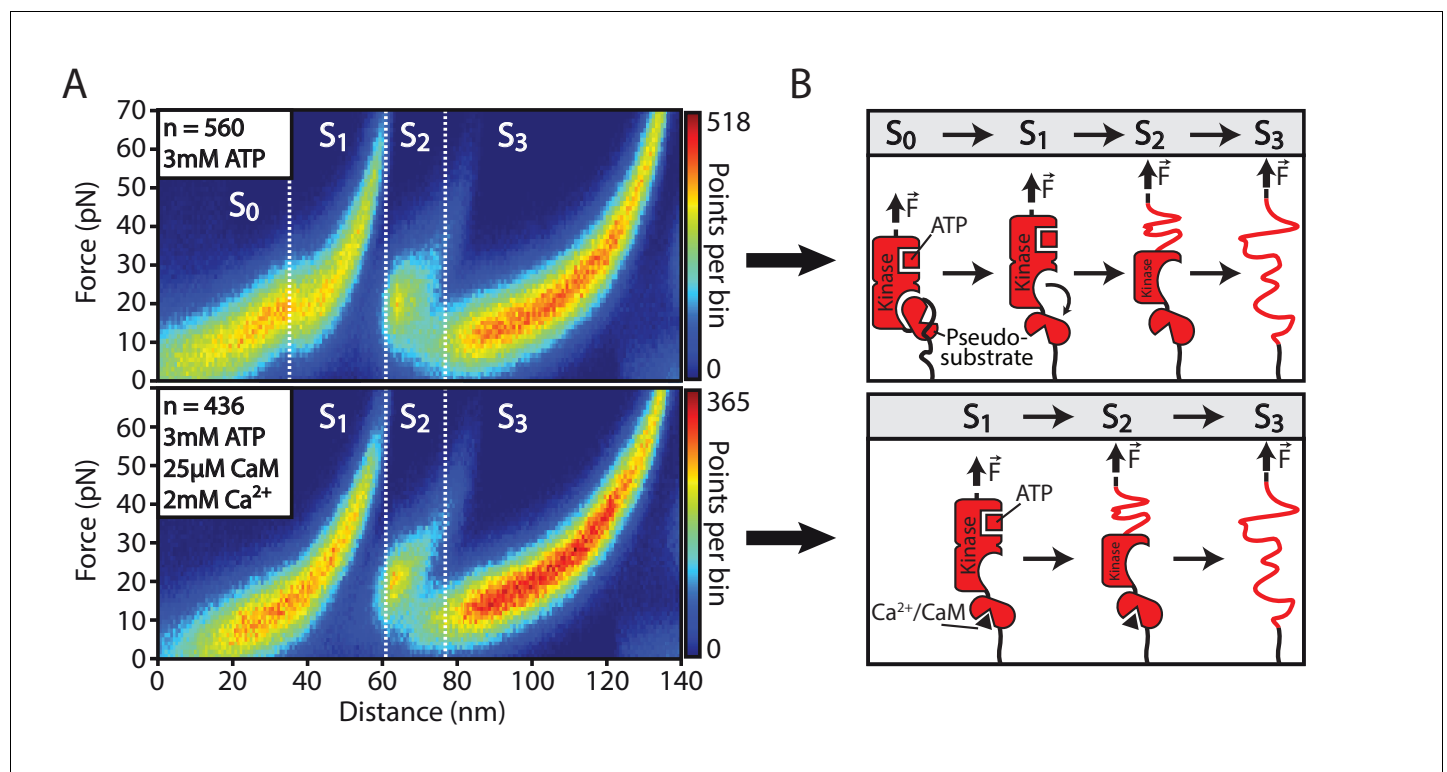 A
Force (pN)
70
60
50
40
30
20
10
0
n = 560
3mM ATP
S0
S1
S2
S3
518
Points per bin
0
Force (pN)
60
50
40
30
20
10
0
n = 436
3mM ATP
25µM CaM
2mM Ca²⁺
S1
S2
S3
365
Points per bin
0
0 20 40 60 80 100 120 140
Distance (nm)
B
S0 S1 S2 S3
F F F F
ATP
Kinase Kinase Kinase
Pseudo-
substrate
S1 S2 S3
F F F
ATP
Kinase Kinase
Ca²⁺/CaM